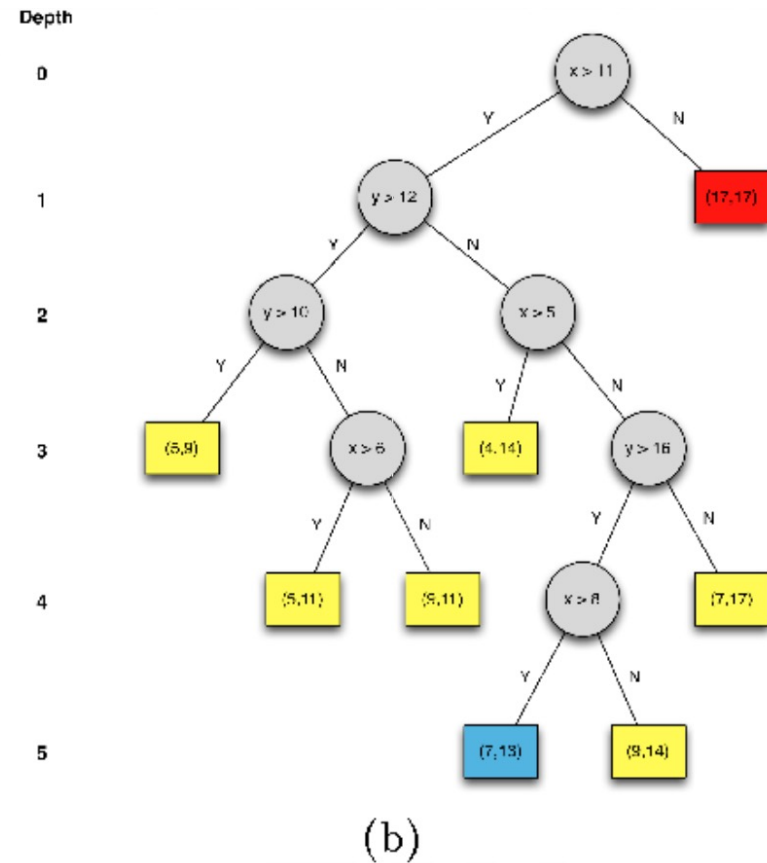 Depth
0
x > 11
Y
N
1
y > 12
(17,17)
Y
N
2
y > 10
x > 5
Y
N
Y
N
3
(5,9)
x > 6
(4,14)
y > 16
Y
N
Y
N
4
(5,11)
(9,11)
x > 8
(7,17)
Y
N
5
(7,13)
(9,14)
(b)